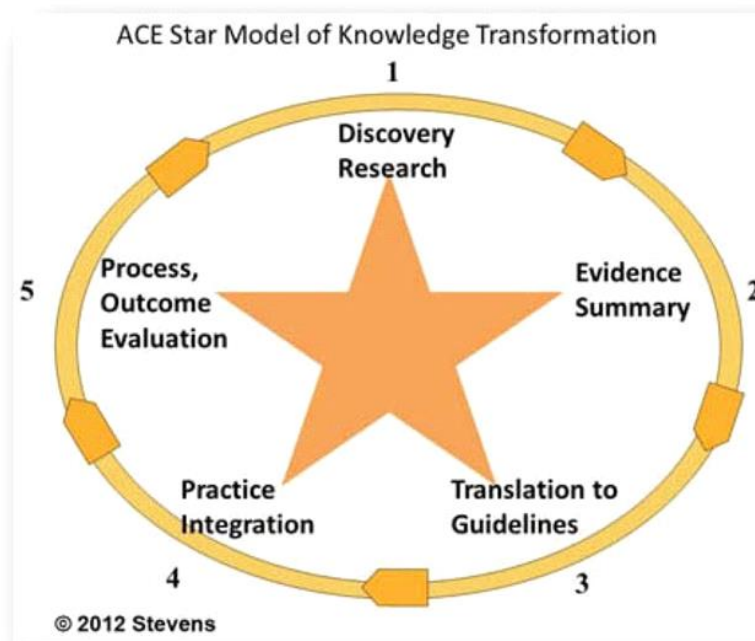 ACE Star Model of Knowledge Transformation
1
Discovery
Research
Evidence
Summary
2
Translation to
Guidelines
3
Practice
Integration
4
Process,
Outcome
Evaluation
5
© 2012 Stevens